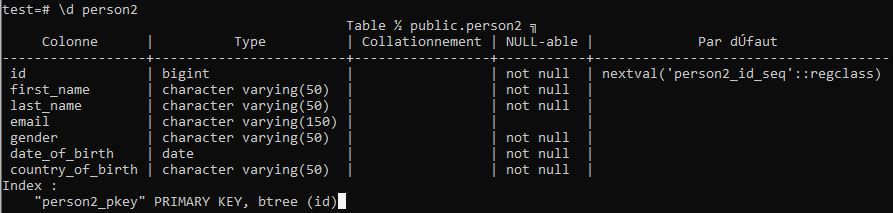 test=# \d person2
Table ½ public.person2 ╗
Colonne | Type | Collationnement | NULL-able | Par dÚfaut
------------------+------------------------+-----------------+-----------+-------------------------------------
id | bigint | | not null | nextval('person2_id_seq'::regclass)
first_name | character varying(50) | | not null |
last_name | character varying(50) | | not null |
email | character varying(150) | | |
gender | character varying(50) | | not null |
date_of_birth | date | | not null |
country_of_birth | character varying(50) | | not null |
Index :
"person2_pkey" PRIMARY KEY, btree (id)